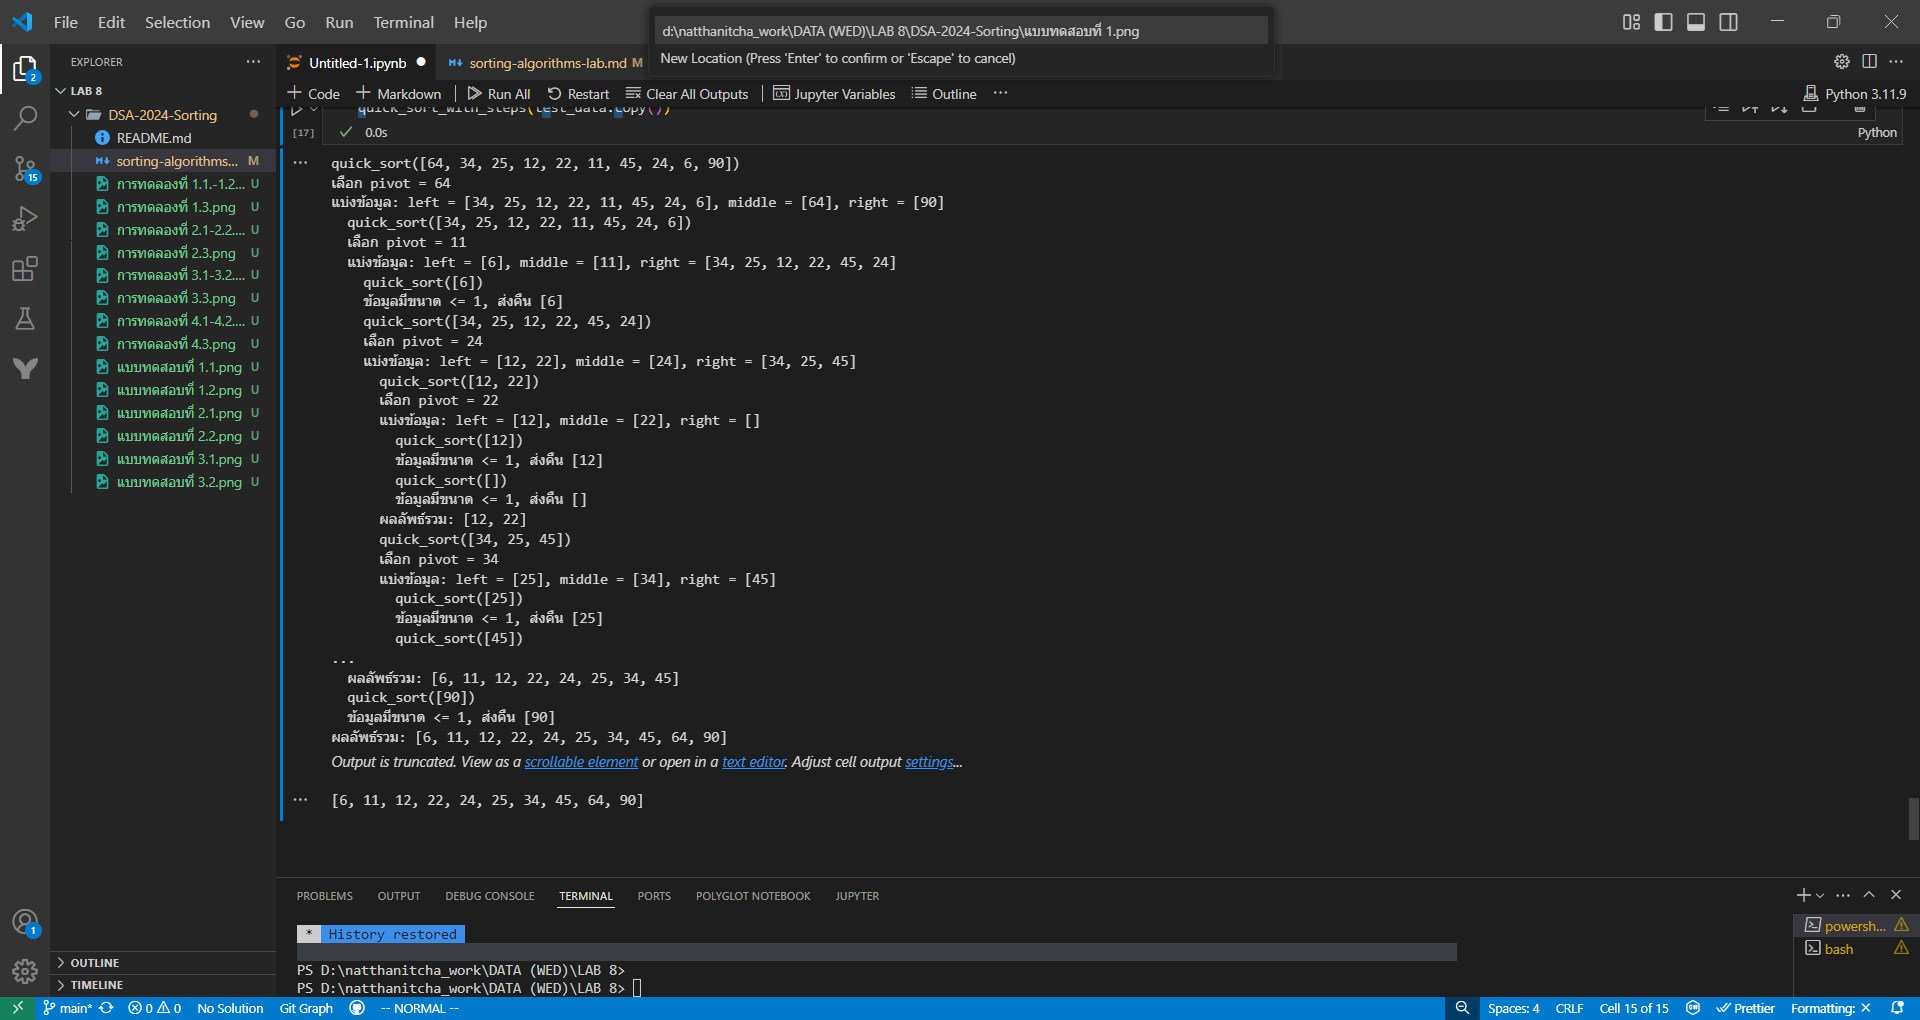 File Edit Selection View Go Run Terminal Help
d:\natthanitcha_work\DATA (WED)\LAB 8\DSA-2024-Sorting\แบบทดสอบที่ 1.png
New Location (Press 'Enter' to confirm or 'Escape' to cancel)
EXPLORER
LAB 8
DSA-2024-Sorting
README.md
sorting-algorithms... M
การทดลองที่ 1.1.-1.2... U
การทดลองที่ 1.3.png U
การทดลองที่ 2.1-2.2... U
การทดลองที่ 2.3.png U
การทดลองที่ 3.1-3.2... U
การทดลองที่ 3.3.png U
การทดลองที่ 4.1-4.2... U
การทดลองที่ 4.3.png U
แบบทดสอบที่ 1.1.png U
แบบทดสอบที่ 1.2.png U
แบบทดสอบที่ 2.1.png U
แบบทดสอบที่ 2.2.png U
แบบทดสอบที่ 3.1.png U
แบบทดสอบที่ 3.2.png U
OUTLINE
TIMELINE
2
15
1
Untitled-1.ipynb
sorting-algorithms-lab.md M
Code Markdown Run All Restart Clear All Outputs Jupyter Variables Outline ...
Python 3.11.9
quick_sort_with_steps(test_data.copy())
[17] 0.0s Python
quick_sort([64, 34, 25, 12, 22, 11, 45, 24, 6, 90])
เลือก pivot = 64
แบ่งข้อมูล: left = [34, 25, 12, 22, 11, 45, 24, 6], middle = [64], right = [90]
quick_sort([34, 25, 12, 22, 11, 45, 24, 6])
เลือก pivot = 11
แบ่งข้อมูล: left = [6], middle = [11], right = [34, 25, 12, 22, 45, 24]
quick_sort([6])
ข้อมูลมีขนาด <= 1, ส่งคืน [6]
quick_sort([34, 25, 12, 22, 45, 24])
เลือก pivot = 24
แบ่งข้อมูล: left = [12, 22], middle = [24], right = [34, 25, 45]
quick_sort([12, 22])
เลือก pivot = 22
แบ่งข้อมูล: left = [12], middle = [22], right = []
quick_sort([12])
ข้อมูลมีขนาด <= 1, ส่งคืน [12]
quick_sort([])
ข้อมูลมีขนาด <= 1, ส่งคืน []
ผลลัพธ์รวม: [12, 22]
quick_sort([34, 25, 45])
เลือก pivot = 34
แบ่งข้อมูล: left = [25], middle = [34], right = [45]
quick_sort([25])
ข้อมูลมีขนาด <= 1, ส่งคืน [25]
quick_sort([45])
...
ผลลัพธ์รวม: [6, 11, 12, 22, 24, 25, 34, 45]
quick_sort([90])
ข้อมูลมีขนาด <= 1, ส่งคืน [90]
ผลลัพธ์รวม: [6, 11, 12, 22, 24, 25, 34, 45, 64, 90]
Output is truncated. View as a scrollable element or open in a text editor. Adjust cell output settings...
[6, 11, 12, 22, 24, 25, 34, 45, 64, 90]
PROBLEMS OUTPUT DEBUG CONSOLE TERMINAL PORTS POLYGLOT NOTEBOOK JUPYTER
* History restored
PS D:\natthanitcha_work\DATA (WED)\LAB 8>
PS D:\natthanitcha_work\DATA (WED)\LAB 8>
powersh...
bash
main* 0 0 No Solution Git Graph -- NORMAL -- Spaces: 4 CRLF Cell 15 of 15 Prettier Formatting: ×